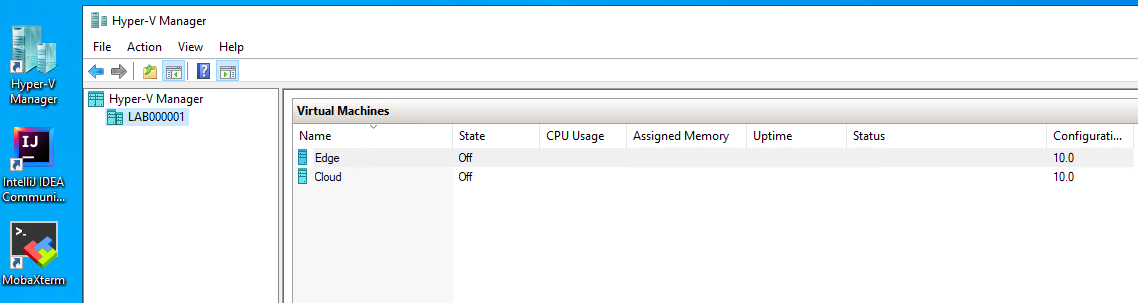 Hyper-V Manager
File Action View Help
Hyper-V
Manager
IJ
IntelliJ IDEA
Communi...
>_
MobaXterm
Hyper-V Manager
LAB000001
Virtual Machines
Name State CPU Usage Assigned Memory Uptime Status Configurati...
Edge Off 10.0
Cloud Off 10.0